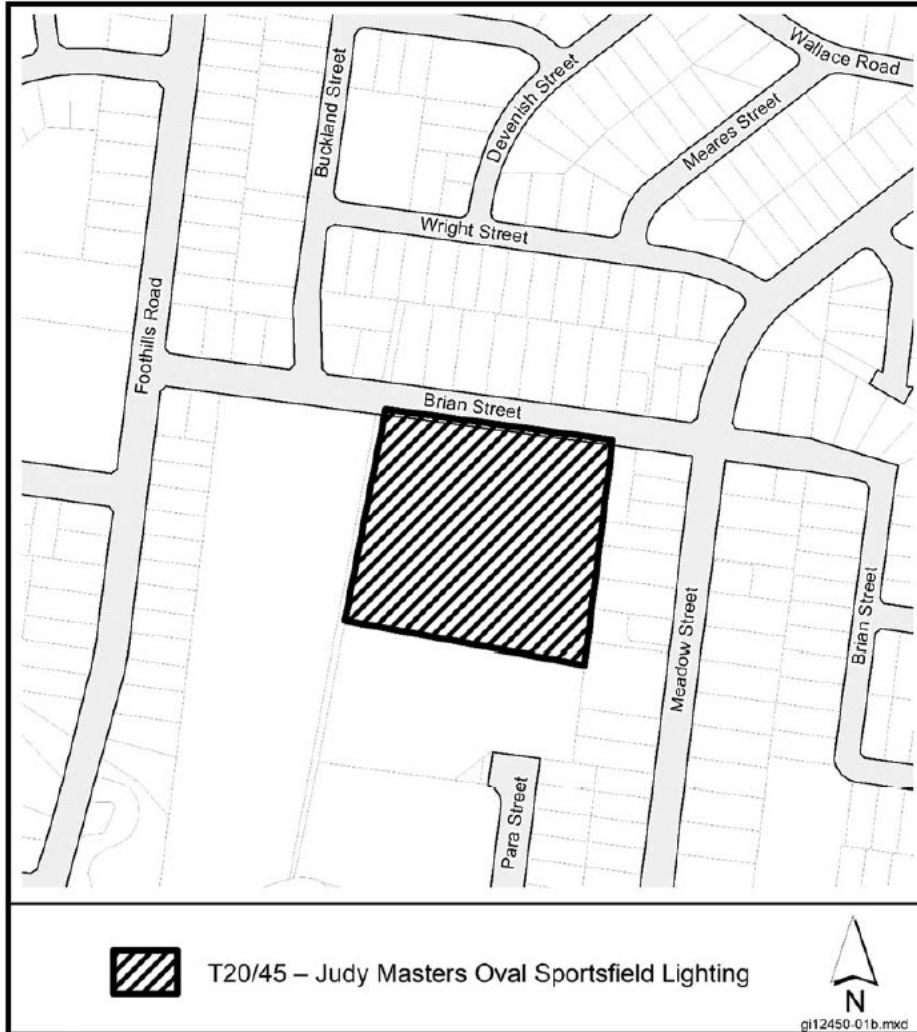 Wallace Road
Devenish Street
Meares Street
Buckland Street
Wright Street
Foothills Road
Brian Street
Brian Street
Meadow Street
Para Street
T20/45 – Judy Masters Oval Sportsfield Lighting
N
gi12450-01b.mxd